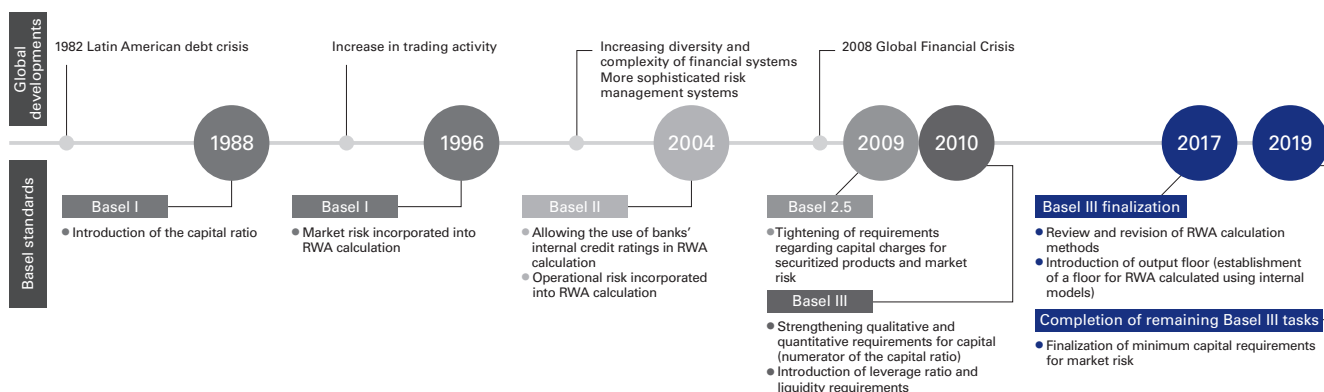 Global
developments
1982 Latin American debt crisis
Increase in trading activity
Increasing diversity and
complexity of financial systems
More sophisticated risk
management systems
2008 Global Financial Crisis
1988
1996
2004
2009
2010
2017
2019
Basel standards
Basel I
• Introduction of the capital ratio
Basel I
• Market risk incorporated into
RWA calculation
Basel II
• Allowing the use of banks'
internal credit ratings in RWA
calculation
• Operational risk incorporated
into RWA calculation
Basel 2.5
• Tightening of requirements
regarding capital charges for
securitized products and market
risk
Basel III
• Strengthening qualitative and
quantitative requirements for capital
(numerator of the capital ratio)
• Introduction of leverage ratio and
liquidity requirements
Basel III finalization
• Review and revision of RWA calculation
methods
• Introduction of output floor (establishment
of a floor for RWA calculated using internal
models)
Completion of remaining Basel III tasks
• Finalization of minimum capital requirements
for market risk